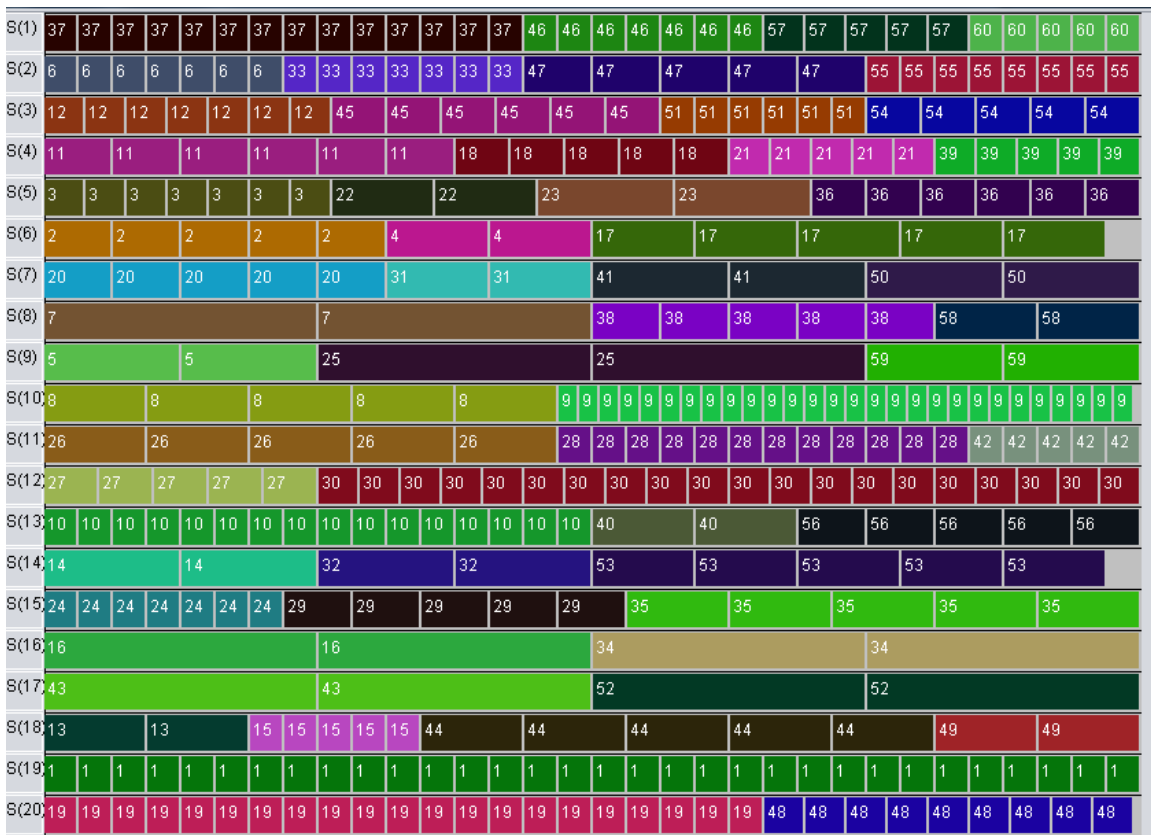 S(1) 37 37 37 37 37 37 37 37 37 37 37 37 37 37 46 46 46 46 46 46 46 57 57 57 57 57 60 60 60 60 60
S(2) 6 6 6 6 6 6 6 33 33 33 33 33 33 33 47 47 47 47 47 55 55 55 55 55 55 55 55
S(3) 12 12 12 12 12 12 12 45 45 45 45 45 45 51 51 51 51 51 51 54 54 54 54 54
S(4) 11 11 11 11 11 11 18 18 18 18 18 21 21 21 21 21 39 39 39 39 39
S(5) 3 3 3 3 3 3 3 22 22 23 23 36 36 36 36 36 36
S(6) 2 2 2 2 2 4 4 17 17 17 17 17
S(7) 20 20 20 20 20 31 31 41 41 50 50
S(8) 7 7 38 38 38 38 38 58 58
S(9) 5 5 25 25 59 59
S(10) 8 8 8 8 8 9 9 9 9 9 9 9 9 9 9 9 9 9 9 9 9 9 9 9 9 9 9 9 9 9 9 9
S(11) 26 26 26 26 26 28 28 28 28 28 28 28 28 28 28 28 28 42 42 42 42 42
S(12) 27 27 27 27 27 30 30 30 30 30 30 30 30 30 30 30 30 30 30 30 30 30 30 30 30
S(13) 10 10 10 10 10 10 10 10 10 10 10 10 10 10 10 10 40 40 56 56 56 56 56
S(14) 14 14 32 32 53 53 53 53 53
S(15) 24 24 24 24 24 24 24 29 29 29 29 29 35 35 35 35 35
S(16) 16 16 34 34
S(17) 43 43 52 52
S(18) 13 13 15 15 15 15 15 44 44 44 44 44 49 49
S(19) 1 1 1 1 1 1 1 1 1 1 1 1 1 1 1 1 1 1 1 1 1 1 1 1 1 1 1 1 1 1 1 1
S(20) 19 19 19 19 19 19 19 19 19 19 19 19 19 19 19 19 19 19 19 19 19 48 48 48 48 48 48 48 48 48